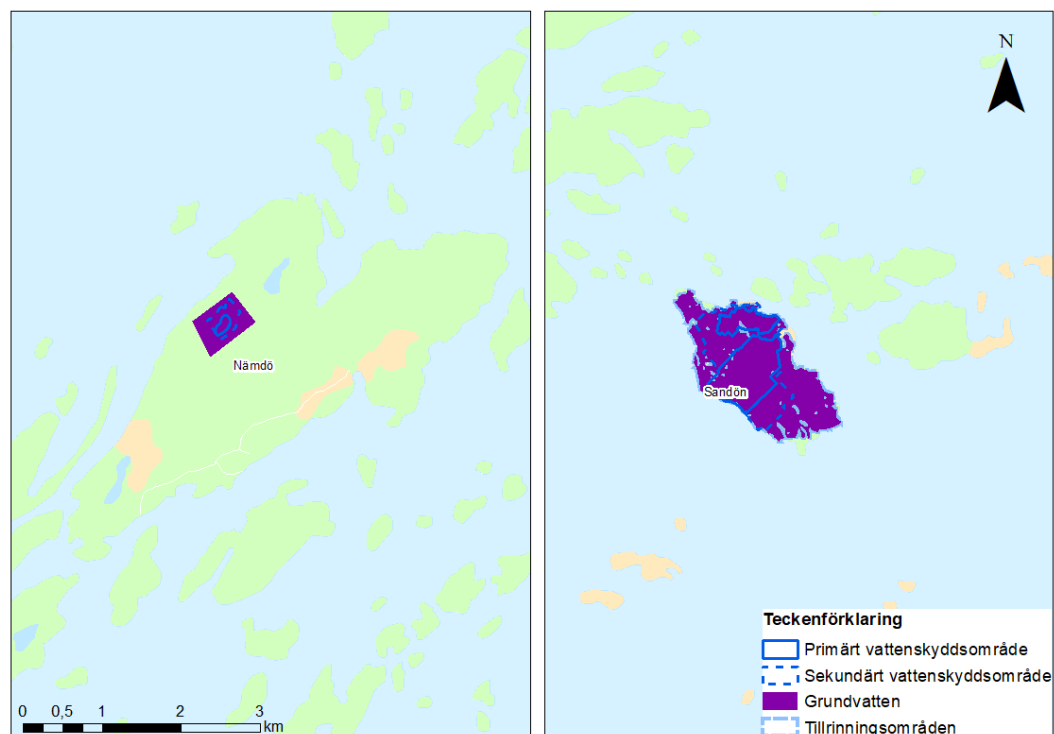 Nämdö
0 0,5 1 2 3
km
N
Sandön
Teckenförklaring
Primärt vattenskyddsområde
Sekundärt vattenskyddsområde
Grundvatten
Tillrinningsområden